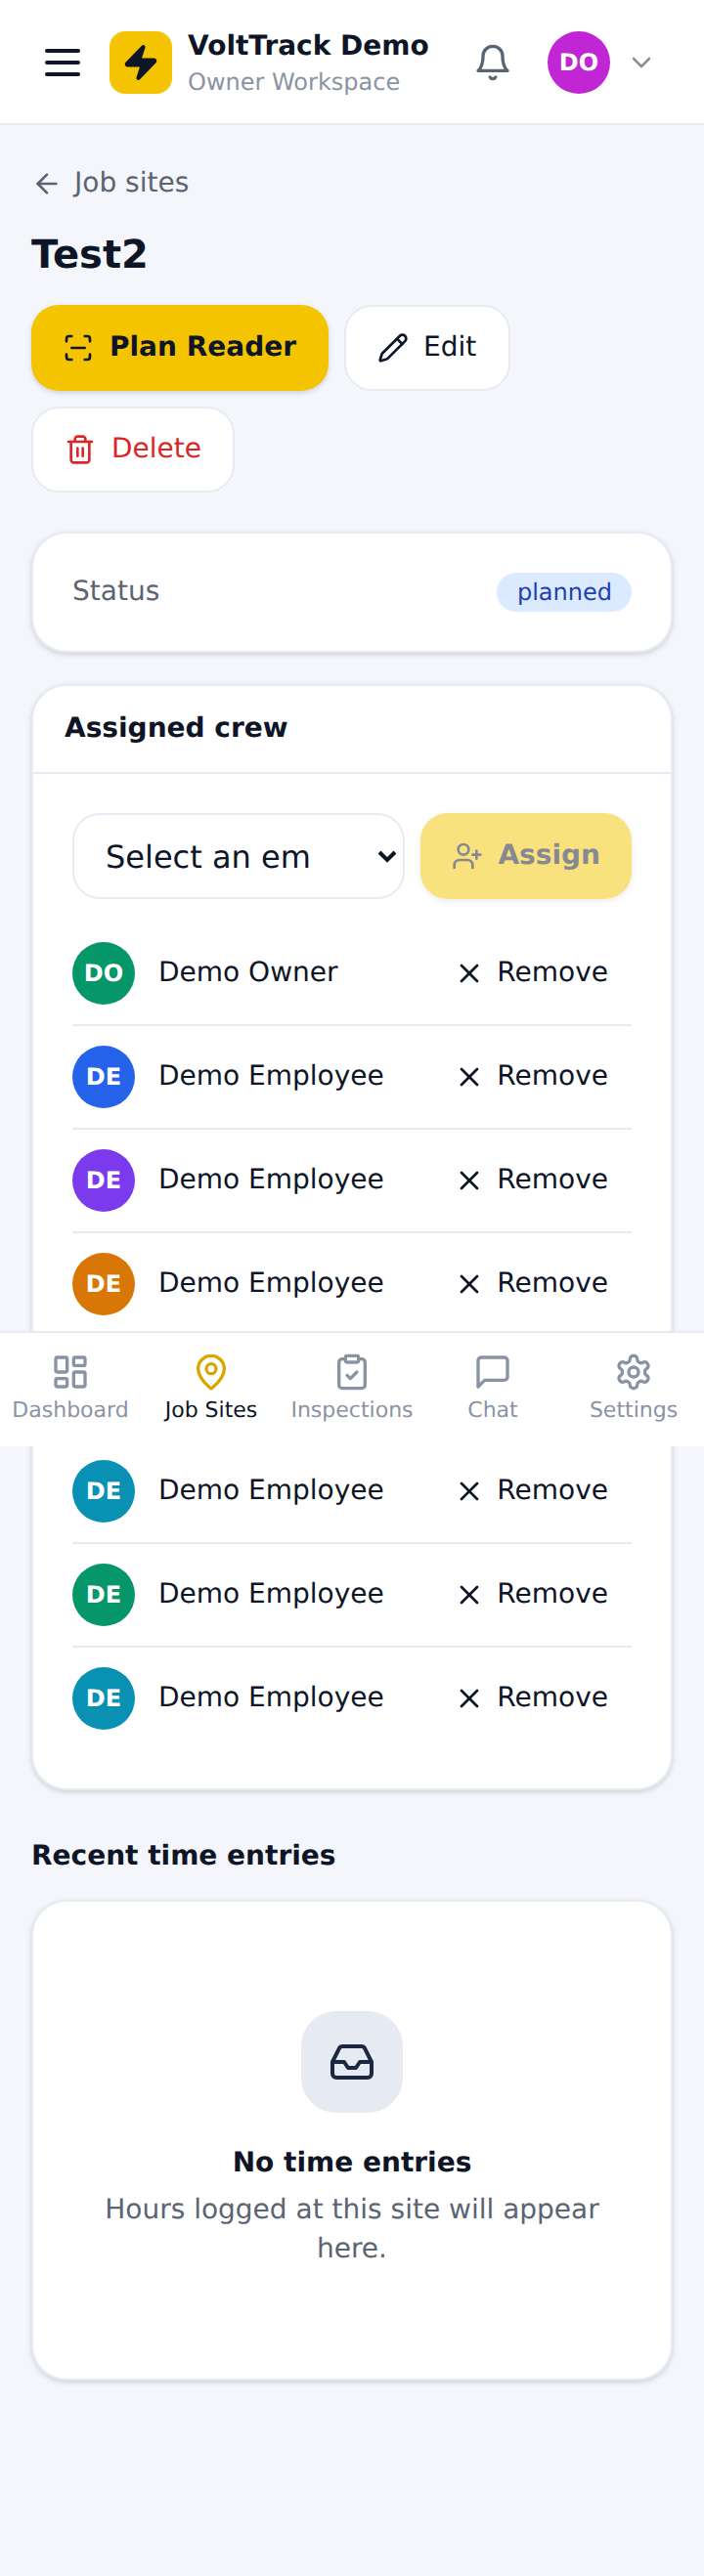 VoltTrack Demo
Owner Workspace
DO
Job sites
Test2
Plan Reader
Edit
Delete
Status
planned
Assigned crew
Select an em
Assign
DO Demo Owner Remove
DE Demo Employee Remove
DE Demo Employee Remove
DE Demo Employee Remove
Dashboard Job Sites Inspections Chat Settings
DE Demo Employee Remove
DE Demo Employee Remove
DE Demo Employee Remove
Recent time entries
No time entries
Hours logged at this site will appear
here.